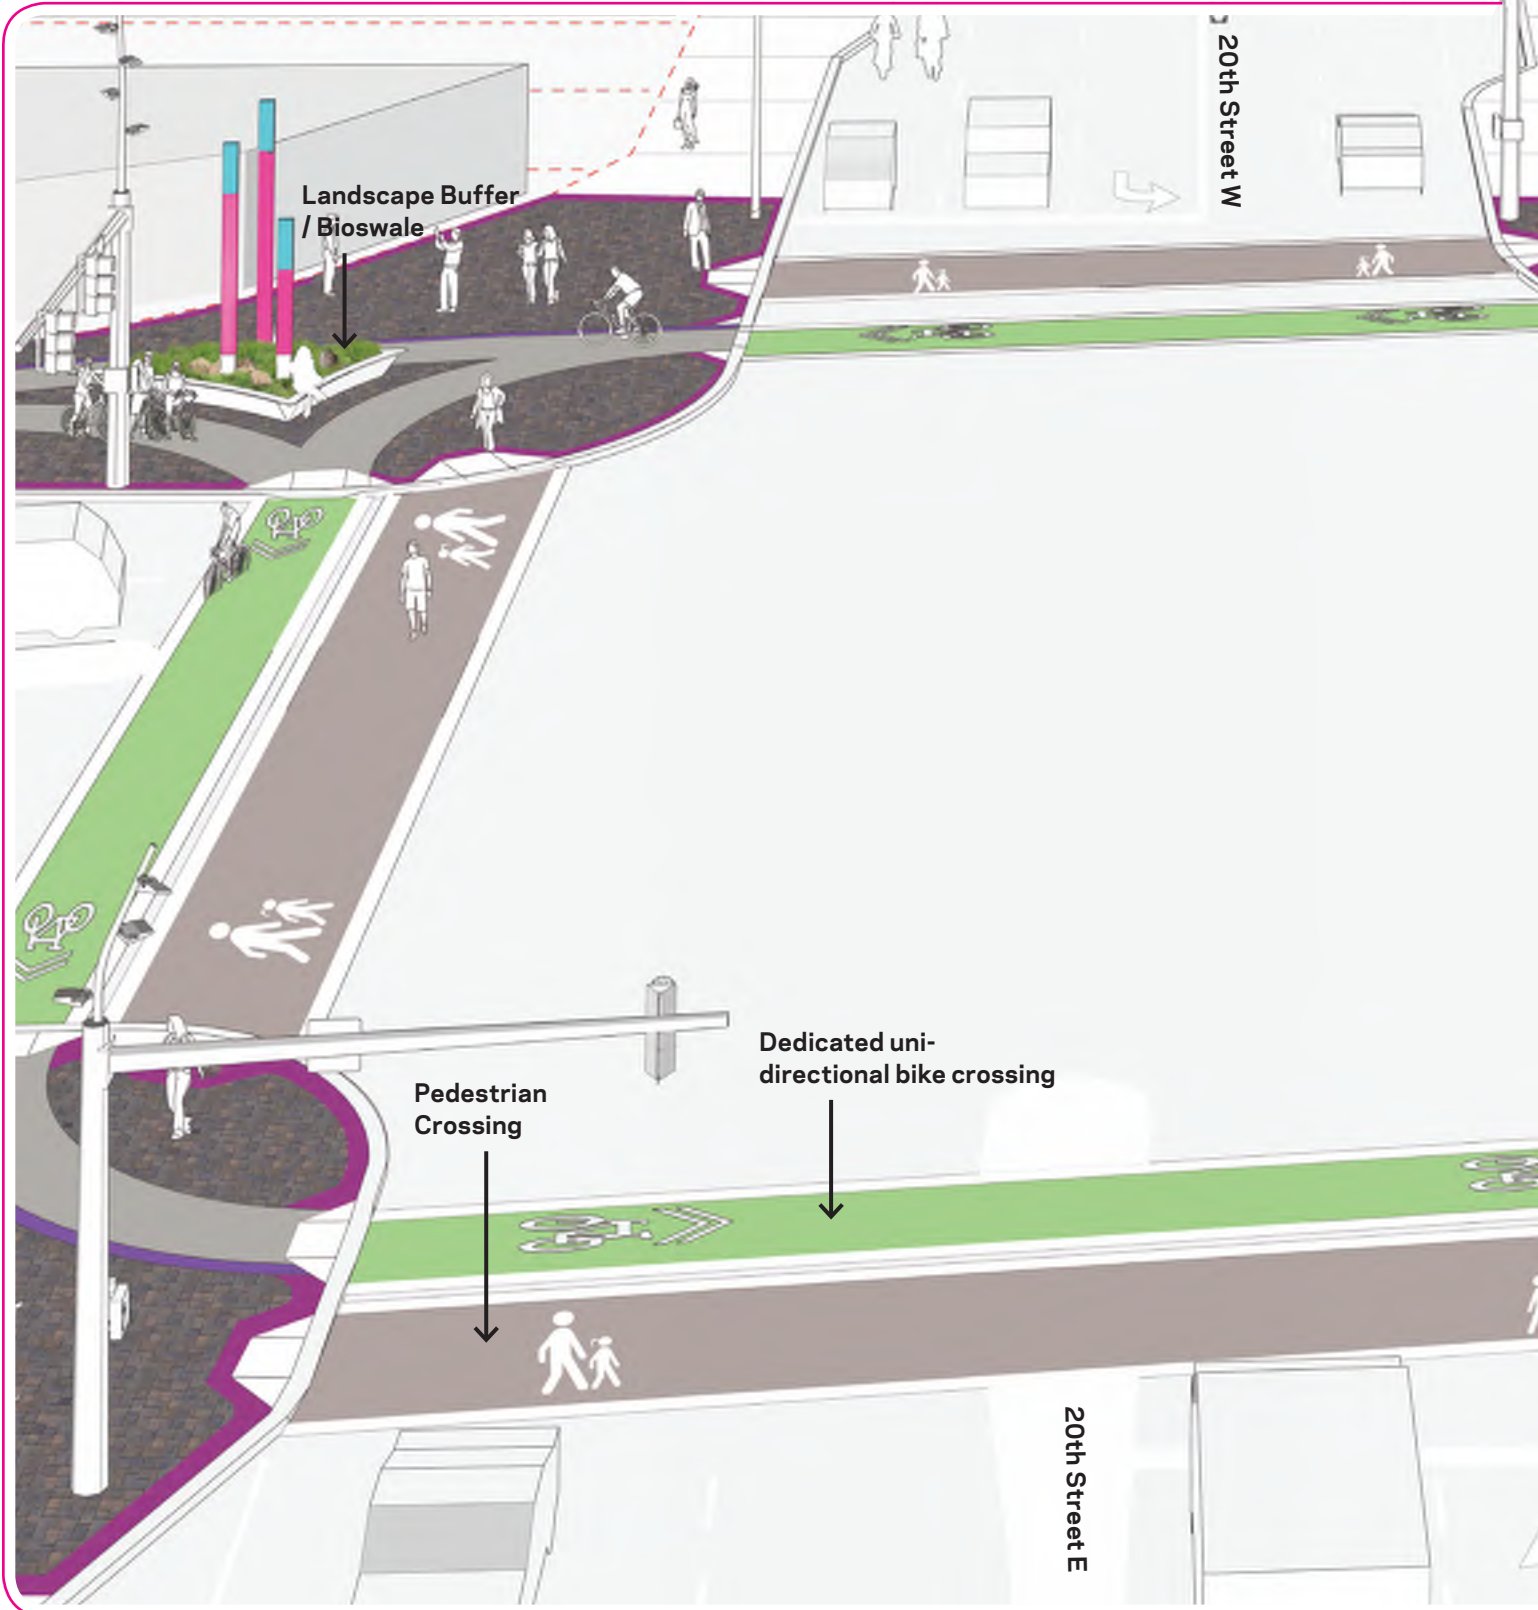 20th Street W
Landscape Buffer
/ Bioswale
Dedicated uni-
directional bike crossing
Pedestrian
Crossing
20th Street E